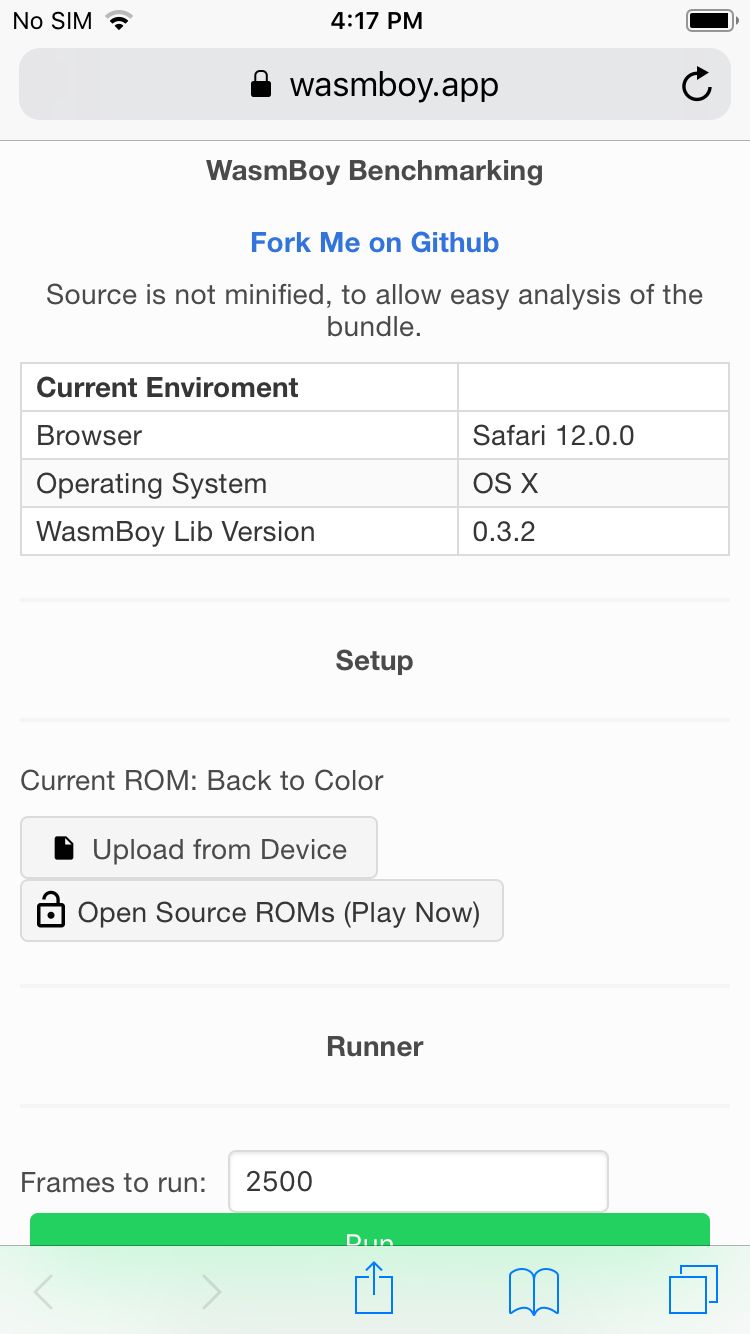 No SIM 4:17 PM
wasmboy.app
WasmBoy Benchmarking
Fork Me on Github
Source is not minified, to allow easy analysis of the
bundle.
Current Enviroment
Browser Safari 12.0.0
Operating System OS X
WasmBoy Lib Version 0.3.2
Setup
Current ROM: Back to Color
Upload from Device
Open Source ROMs (Play Now)
Runner
Frames to run: 2500
Run